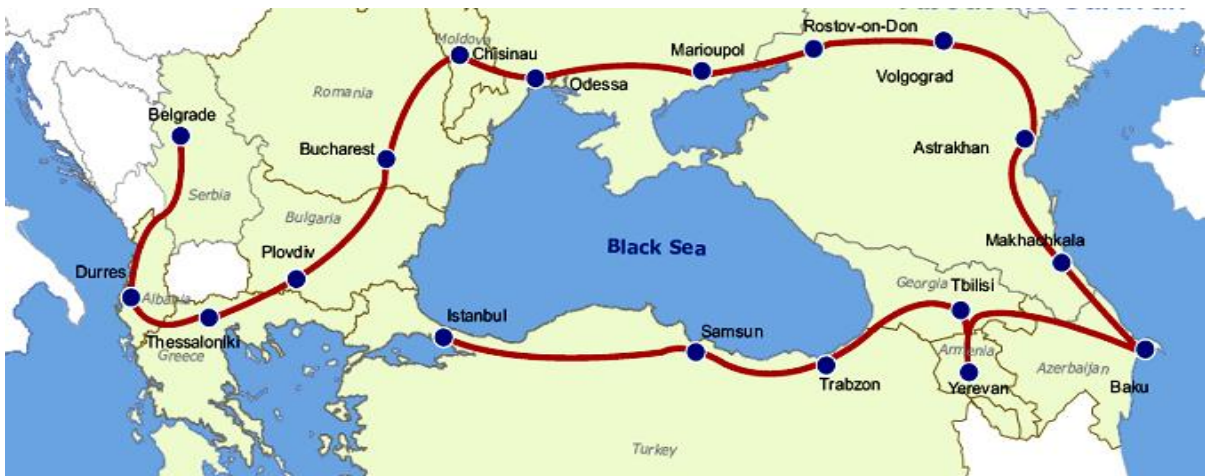 Moldova
Rostov-on-Don
Chisinau
Marioupol
Volgograd
Odessa
Romania
Belgrade
Bucharest
Astrakhan
Serbia
Bulgaria
Black Sea
Makhachkala
Plovdiv
Durres
Albania
Georgia
Tbilisi
Istanbul
Samsun
Thessaloniki
Greece
Armenia
Trabzon
Yerevan
Azerbaijan
Baku
Turkey